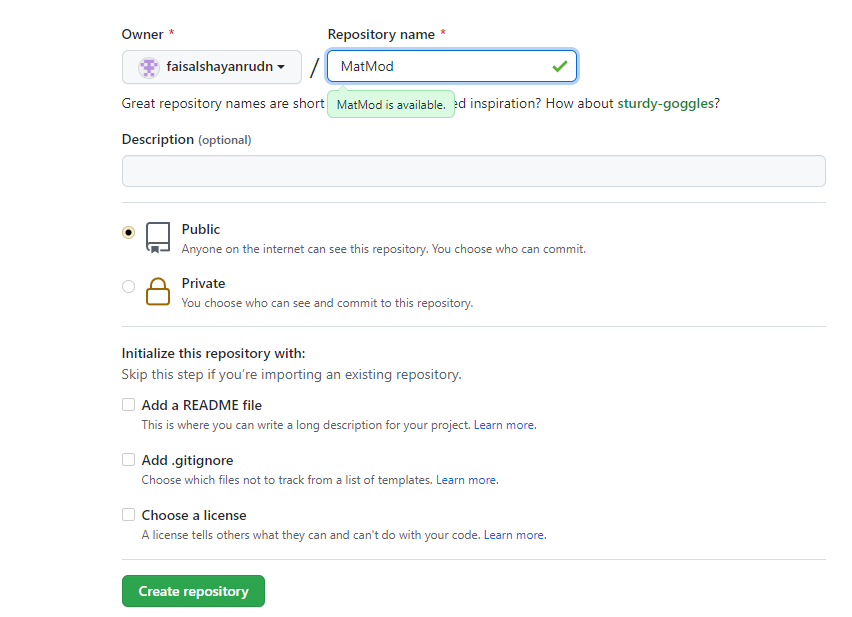 Owner * Repository name *
faisalshayanrudn / MatMod
Great repository names are short MatMod is available. ed inspiration? How about sturdy-goggles?
Description (optional)
Public
Anyone on the internet can see this repository. You choose who can commit.
Private
You choose who can see and commit to this repository.
Initialize this repository with:
Skip this step if you're importing an existing repository.
Add a README file
This is where you can write a long description for your project. Learn more.
Add .gitignore
Choose which files not to track from a list of templates. Learn more.
Choose a license
A license tells others what they can and can't do with your code. Learn more.
Create repository